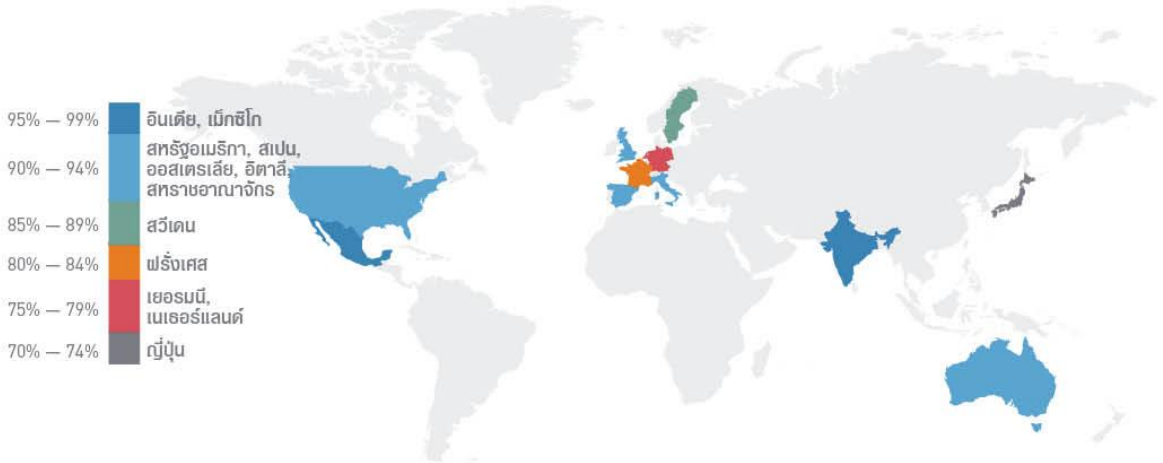 95% — 99% อินเดีย, เม็กซิโก
90% — 94% สหรัฐอเมริกา, สเปน,
ออสเตรเลีย, อิตาลี,
สหราชอาณาจักร
85% — 89% สวีเดน
80% — 84% ฝรั่งเศส
75% — 79% เยอรมนี,
เนเธอร์แลนด์
70% — 74% ญี่ปุ่น